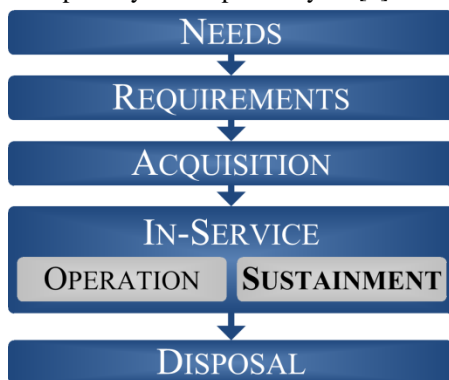 NEEDS
REQUIREMENTS
ACQUISITION
IN-SERVICE
OPERATION SUSTAINMENT
DISPOSAL